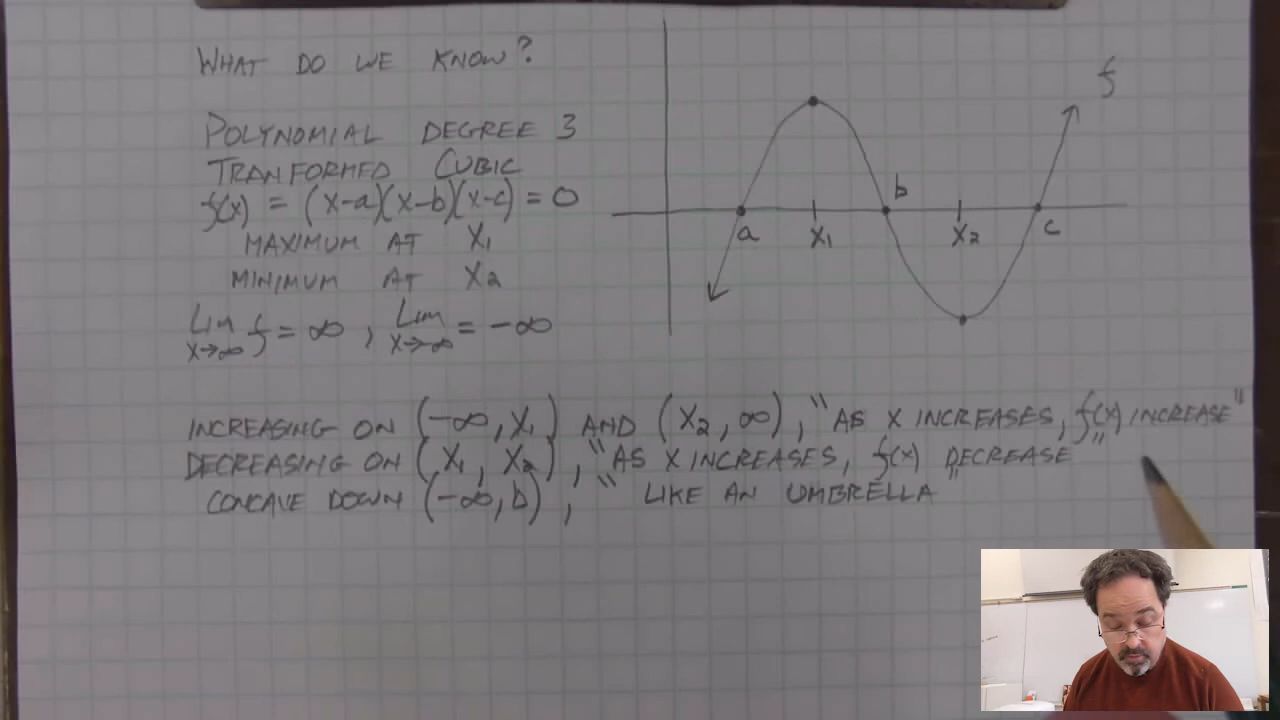 WHAT DO WE KNOW?
POLYNOMIAL DEGREE 3
TRANFORMED CUBIC
f(x) = (x-a)(x-b)(x-c) = 0
MAXIMUM AT X₁
MINIMUM AT X₂
Lim x→∞ f = ∞ , Lim x→-∞ = -∞
f
b
a X₁ X₂ c
INCREASING ON (-∞, X₁) AND (X₂, ∞), "AS X INCREASES, f(x) INCREASE"
DECREASING ON (X₁, X₂), "AS X INCREASES, f(x) DECREASE"
CONCAVE DOWN (-∞, b), "LIKE AN UMBRELLA"